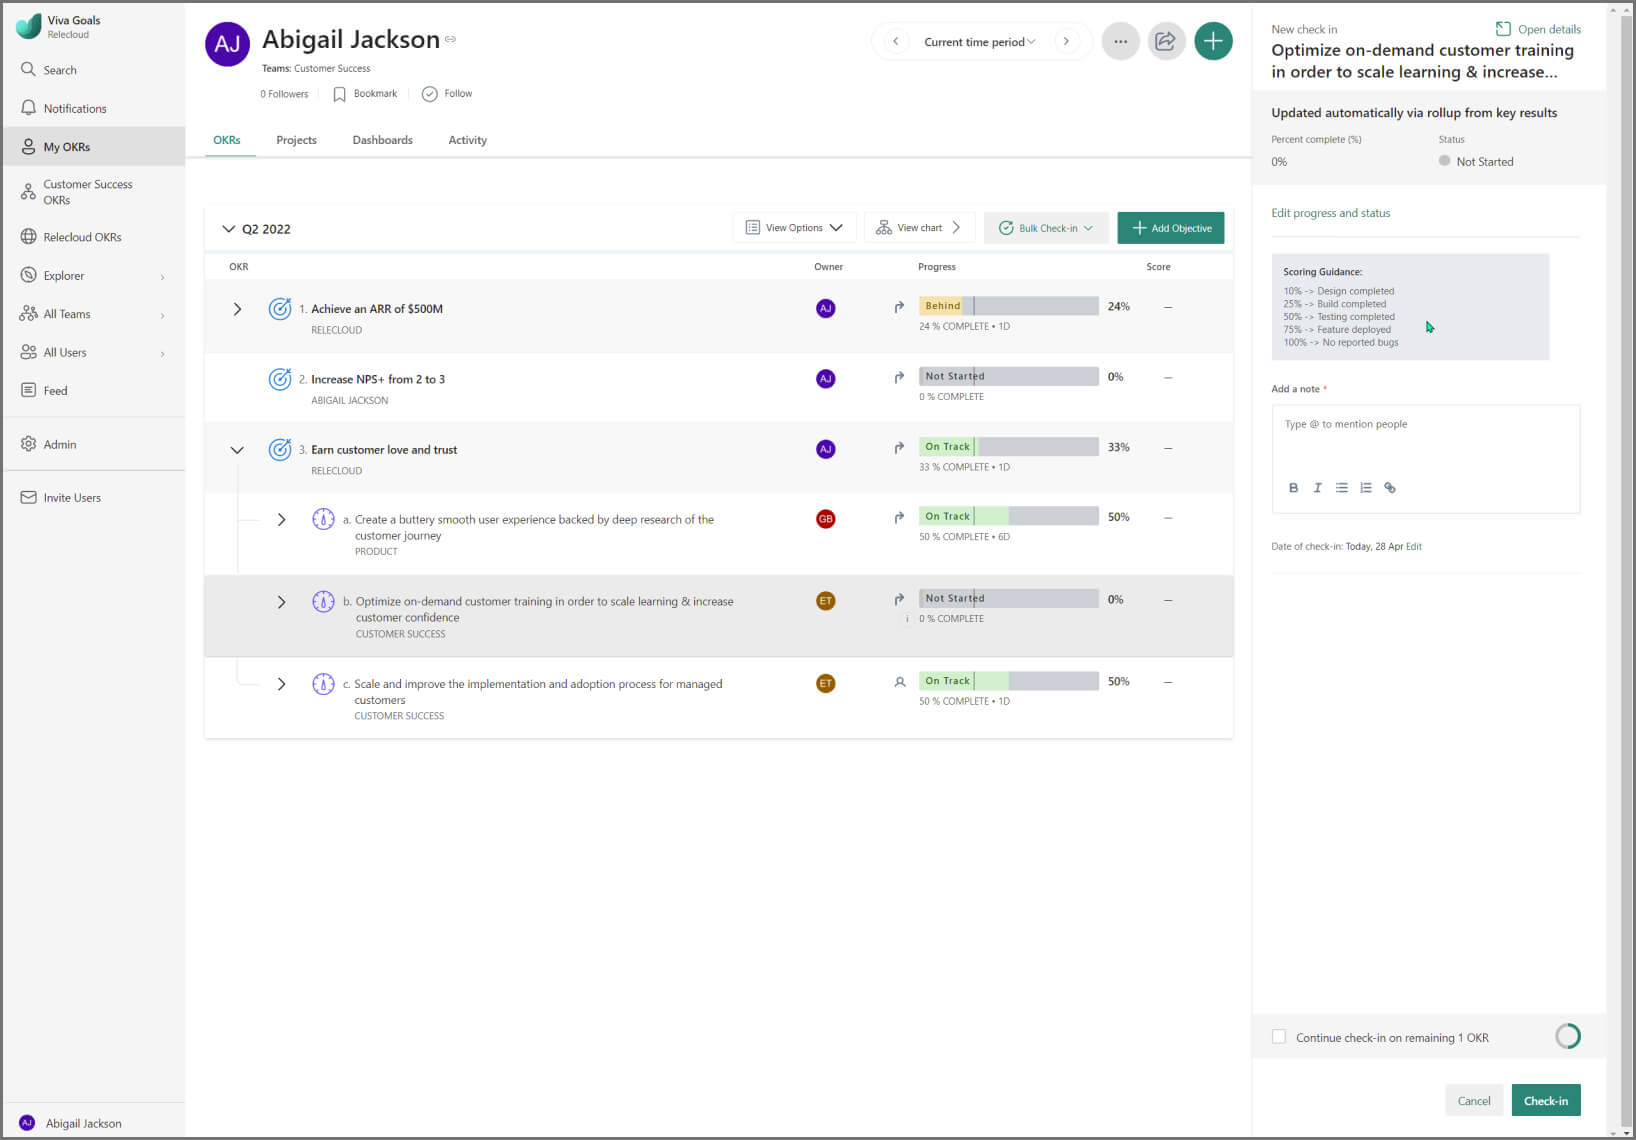 Viva Goals
Relecloud
Search
Notifications
My OKRs
Customer Success
OKRs
Relecloud OKRs
Explorer
All Teams
All Users
Feed
Admin
Invite Users
AJ Abigail Jackson
AJ
Abigail Jackson
Teams: Customer Success
0 Followers Bookmark Follow
Current time period
OKRs Projects Dashboards Activity
Q2 2022
View Options View chart Bulk Check-in Add Objective
OKR Owner Progress Score
1. Achieve an ARR of $500M AJ Behind 24% —
RELECLOUD 24 % COMPLETE • 1D
2. Increase NPS+ from 2 to 3 AJ Not Started 0% —
ABIGAIL JACKSON 0 % COMPLETE
3. Earn customer love and trust AJ On Track 33% —
RELECLOUD 33 % COMPLETE • 1D
a. Create a buttery smooth user experience backed by deep research of the GB On Track 50% —
customer journey 50 % COMPLETE • 6D
PRODUCT
b. Optimize on-demand customer training in order to scale learning & increase ET Not Started 0% —
customer confidence i 0 % COMPLETE
CUSTOMER SUCCESS
c. Scale and improve the implementation and adoption process for managed ET On Track 50% —
customers 50 % COMPLETE • 1D
CUSTOMER SUCCESS
New check in Open details
Optimize on-demand customer training
in order to scale learning & increase...
Updated automatically via rollup from key results
Percent complete (%) Status
0% Not Started
Edit progress and status
Scoring Guidance:
10% -> Design completed
25% -> Build completed
50% -> Testing completed
75% -> Feature deployed
100% -> No reported bugs
Add a note *
Type @ to mention people
B I
Date of check-in: Today, 28 Apr Edit
Continue check-in on remaining 1 OKR
Cancel Check-in